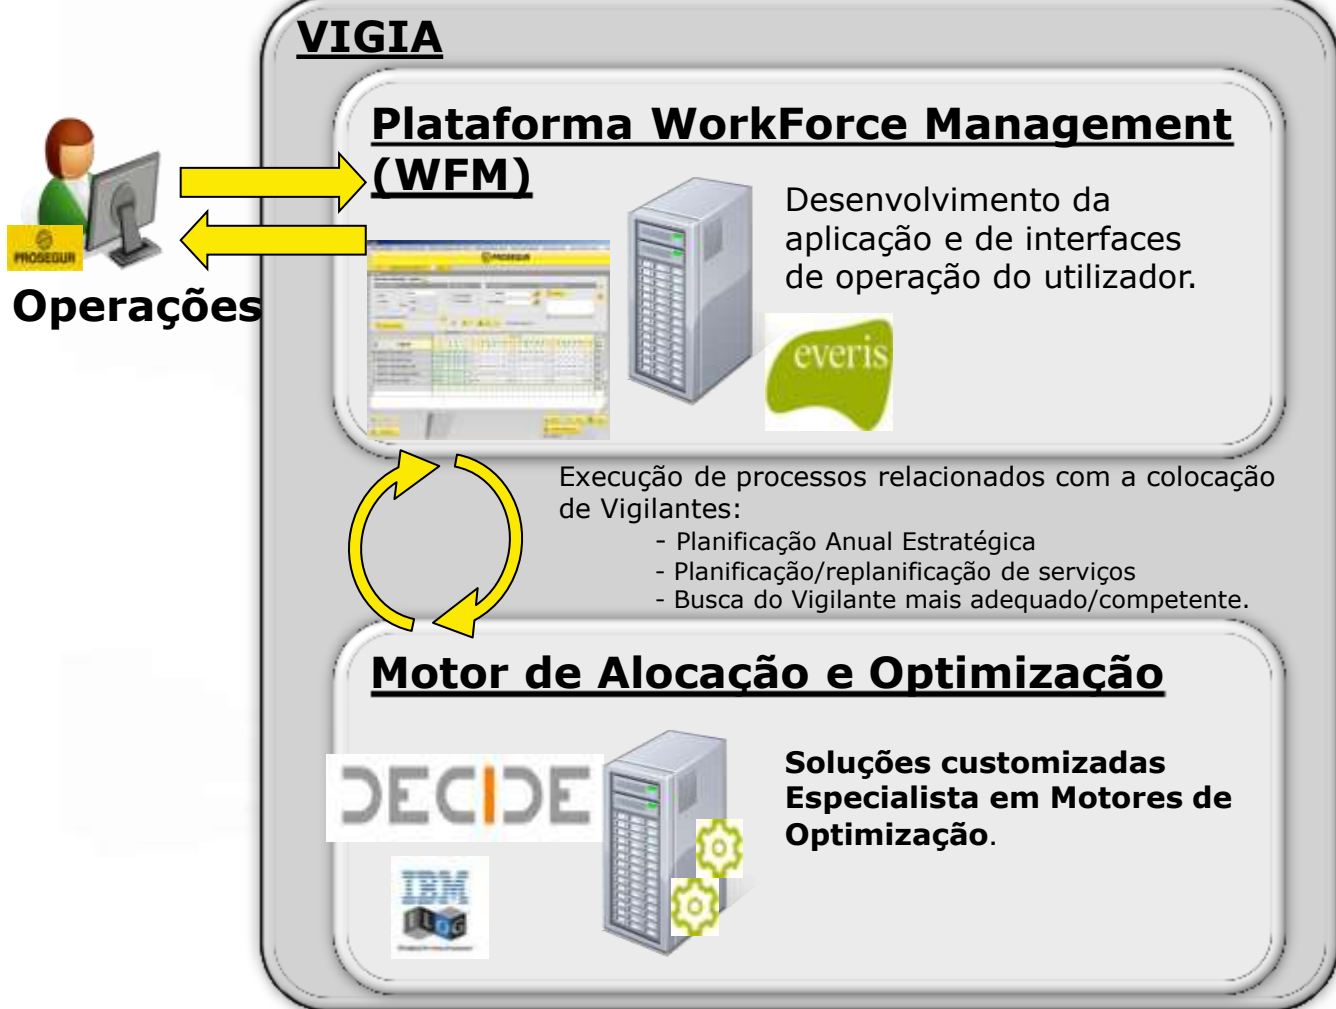 VIGIA
Plataforma WorkForce Management
(WFM)
Desenvolvimento da
aplicação e de interfaces
de operação do utilizador.
PROSEGUR
Operações
PROSEGUR
everis
Execução de processos relacionados com a colocação
de Vigilantes:
- Planificação Anual Estratégica
- Planificação/replanificação de serviços
- Busca do Vigilante mais adequado/competente.
Motor de Alocação e Optimização
DECIDE
Soluções customizadas
Especialista em Motores de
Optimização.
IBM
ILOG